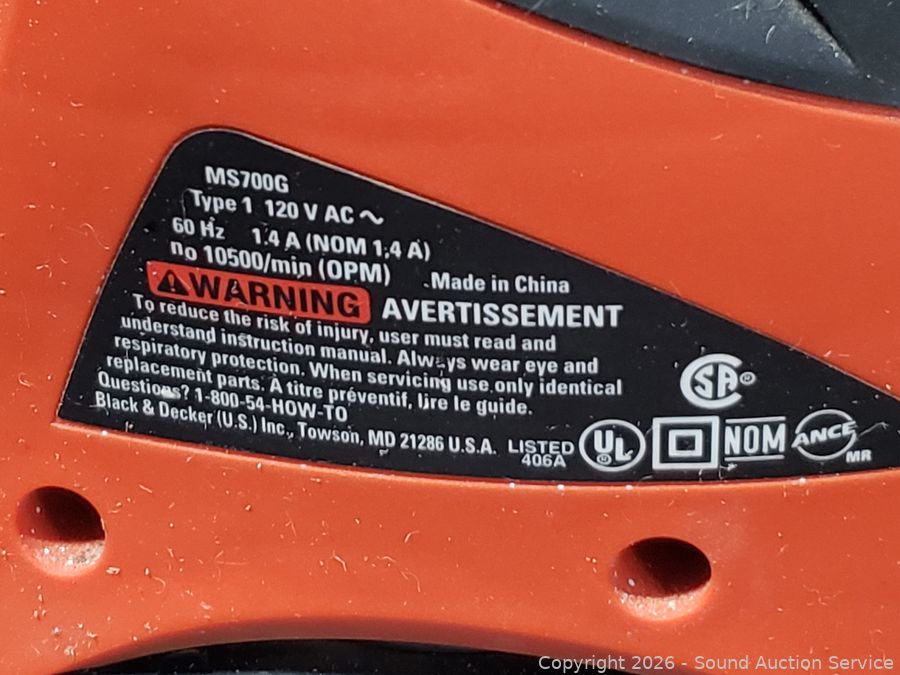 MS700G
Type 1 120 V AC ~
60 Hz 1.4 A (NOM 1,4 A)
no 10500/min (OPM)
Made in China
WARNING AVERTISSEMENT
To reduce the risk of injury, user must read and
understand instruction manual. Always wear eye and
respiratory protection. When servicing use only identical
replacement parts. À titre préventif, lire le guide.
Questions? 1-800-54-HOW-TO
Black & Decker (U.S.) Inc., Towson, MD 21286 U.S.A.
LISTED
406A
UL
®
SA ®
NOM
ANCE
MR
Copyright 2026 - Sound Auction Service